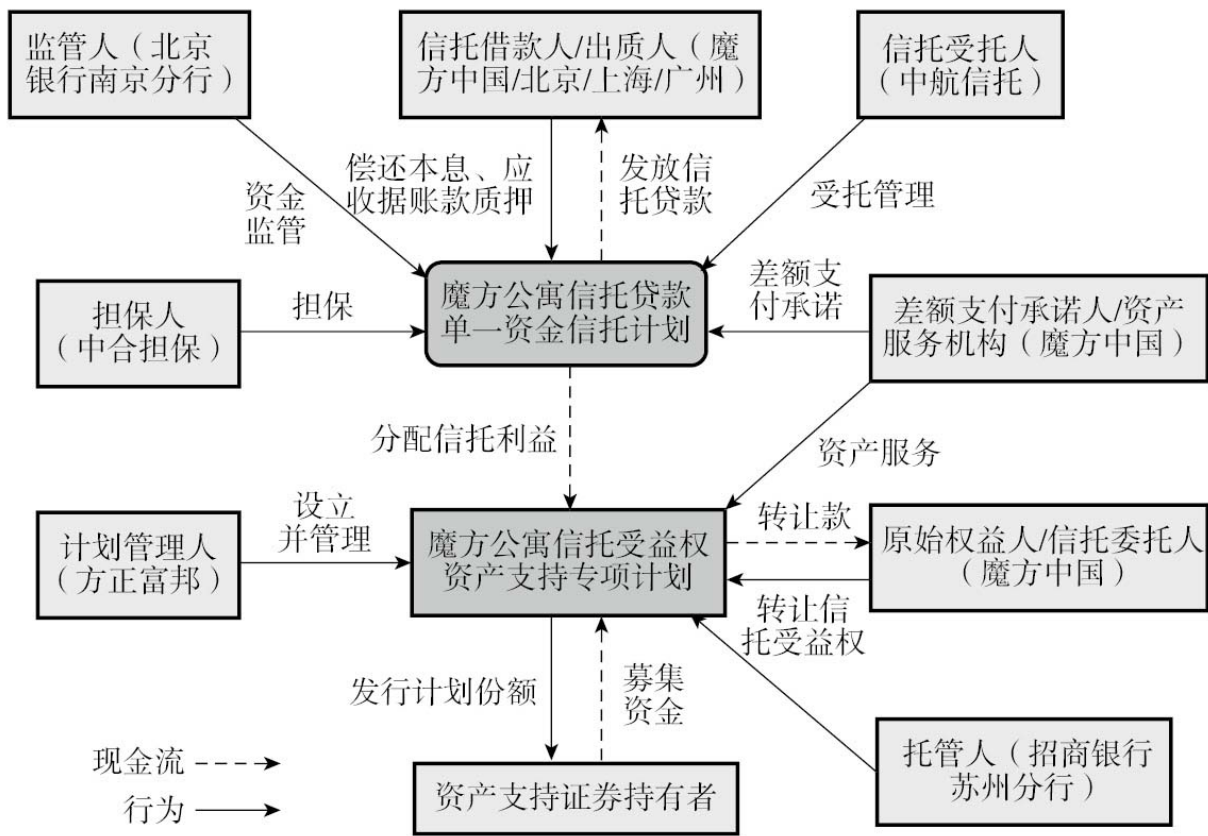 监管人（北京
银行南京分行）
信托借款人/出质人（魔
方中国/北京/上海/广州）
信托受托人
（中航信托）
资金
监管
偿还本息、应
收据账款质押
发放信
托贷款
受托管理
担保人
（中合担保）
担保
魔方公寓信托贷款
单一资金信托计划
差额支
付承诺
差额支付承诺人/资产
服务机构（魔方中国）
分配信托利益
资产服务
计划管理人
（方正富邦）
设立
并管理
魔方公寓信托受益权
资产支持专项计划
转让款
转让信
托受益权
原始权益人/信托委托人
（魔方中国）
发行计划份额
募集
资金
现金流
行为
资产支持证券持有者
托管人（招商银行
苏州分行）